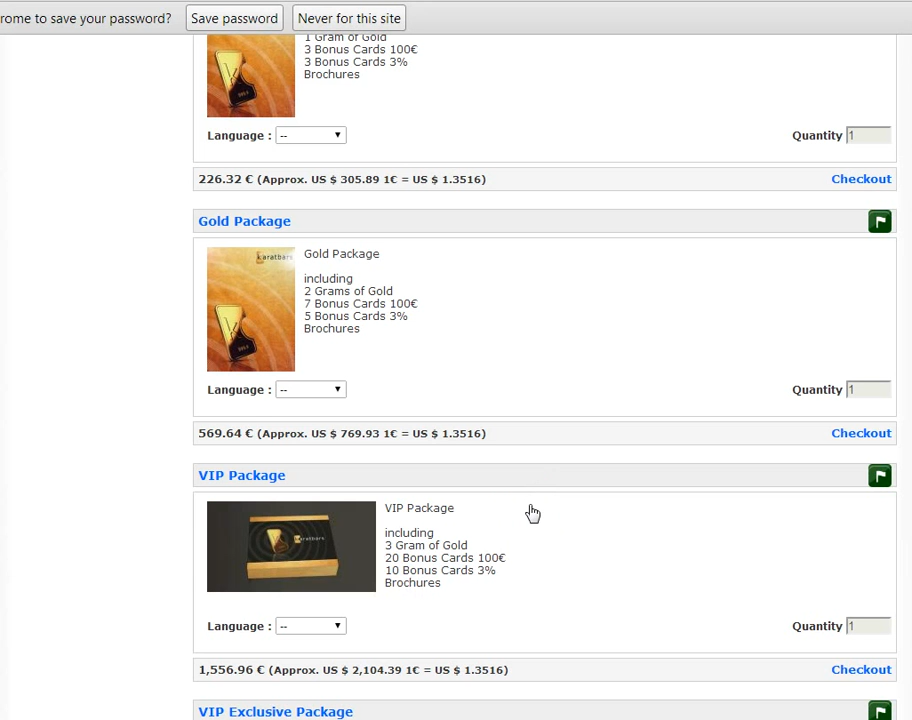 rome to save your password? Save password Never for this site
1 Gram of Gold
3 Bonus Cards 100€
3 Bonus Cards 3%
Brochures
Language : -- Quantity 1
226.32 € (Approx. US $ 305.89 1€ = US $ 1.3516) Checkout
Gold Package
karatbars
Gold Package
including
2 Grams of Gold
7 Bonus Cards 100€
5 Bonus Cards 3%
Brochures
Language : -- Quantity 1
569.64 € (Approx. US $ 769.93 1€ = US $ 1.3516) Checkout
VIP Package
VIP Package
including
3 Gram of Gold
20 Bonus Cards 100€
10 Bonus Cards 3%
Brochures
karatbars
Language : -- Quantity 1
1,556.96 € (Approx. US $ 2,104.39 1€ = US $ 1.3516) Checkout
VIP Exclusive Package